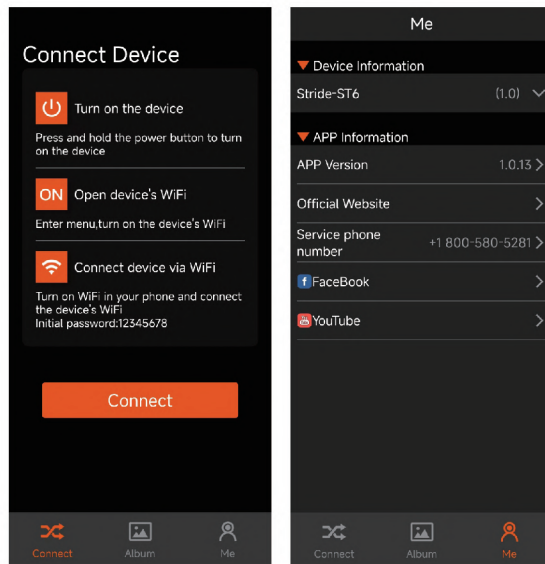 Connect Device
Turn on the device
Press and hold the power button to turn
on the device
ON Open device's WiFi
Enter menu,turn on the device's WiFi
Connect device via WiFi
Turn on WiFi in your phone and connect
the device's WiFi
Initial password:12345678
Connect
Connect Album Me
Me
Device Information
Stride-ST6 (1.0)
APP Information
APP Version 1.0.13
Official Website
Service phone
number +1 800-580-5281
f FaceBook
YouTube
Connect Album Me